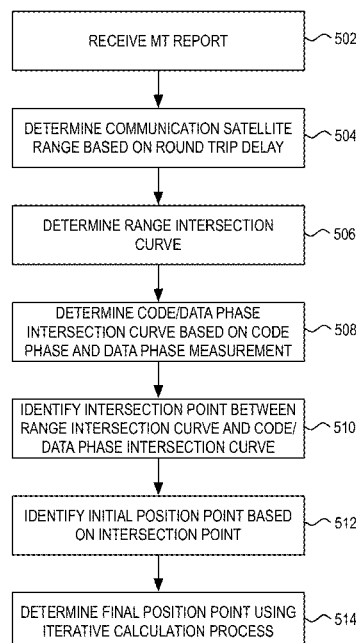 RECEIVE MT REPORT
502
DETERMINE COMMUNICATION SATELLITE
RANGE BASED ON ROUND TRIP DELAY
504
DETERMINE RANGE INTERSECTION
CURVE
506
DETERMINE CODE/DATA PHASE
INTERSECTION CURVE BASED ON CODE
PHASE AND DATA PHASE MEASUREMENT
508
IDENTIFY INTERSECTION POINT BETWEEN
RANGE INTERSECTION CURVE AND CODE/
DATA PHASE INTERSECTION CURVE
510
IDENTIFY INITIAL POSITION POINT BASED
ON INTERSECTION POINT
512
DETERMINE FINAL POSITION POINT USING
ITERATIVE CALCULATION PROCESS
514